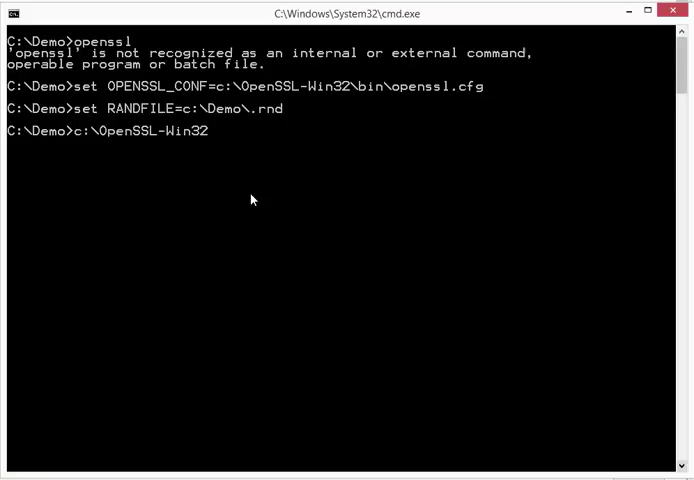 C:\Windows\System32\cmd.exe
C:\Demo>openssl
'openssl' is not recognized as an internal or external command,
operable program or batch file.
C:\Demo>set OPENSSL_CONF=c:\OpenSSL-Win32\bin\openssl.cfg
C:\Demo>set RANDFILE=c:\Demo\.rnd
C:\Demo>c:\OpenSSL-Win32